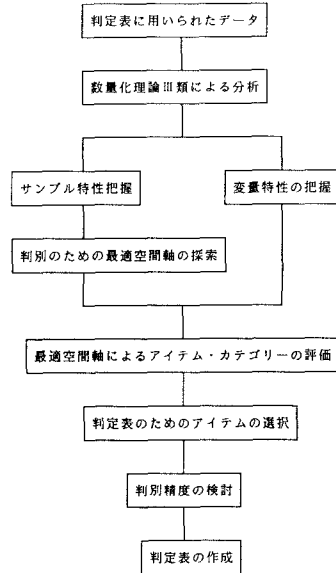 判定表に用いられたデータ
数量化理論Ⅲ類による分析
サンプル特性把握
変量特性の把握
判別のための最適空間軸の探索
最適空間軸によるアイテム・カテゴリーの評価
判定表のためのアイテムの選択
判別精度の検討
判定表の作成